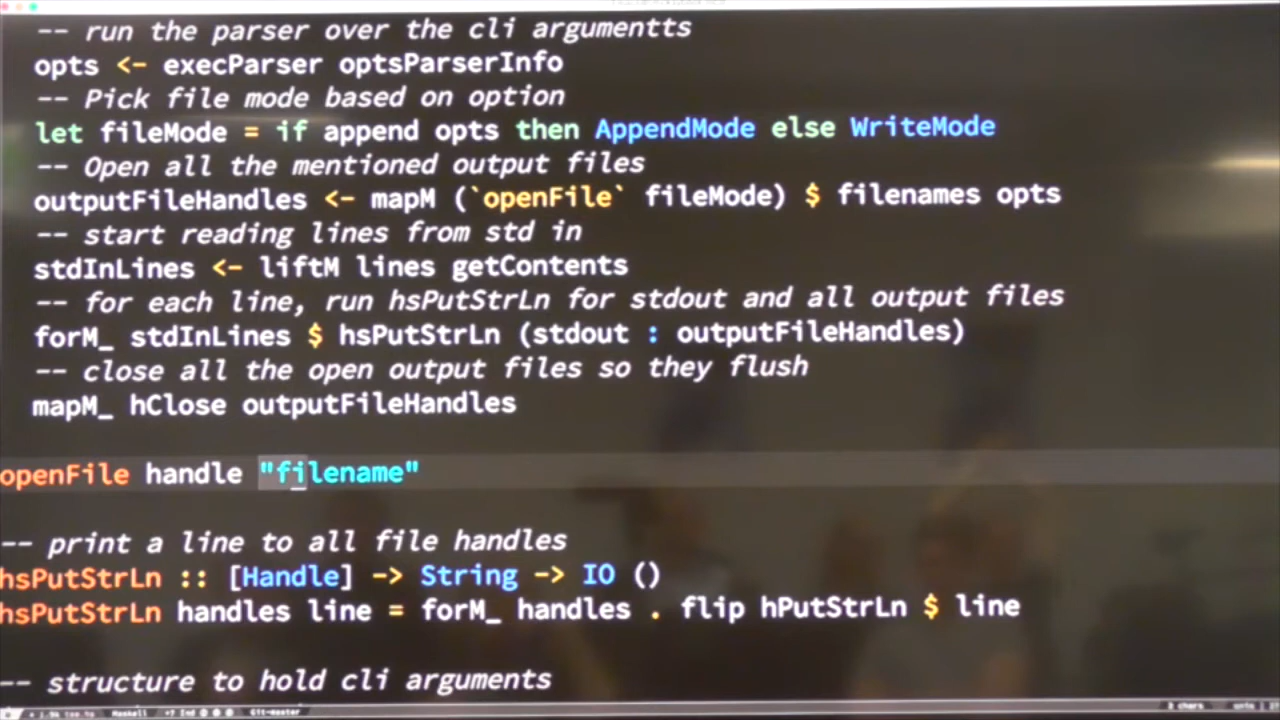 -- run the parser over the cli argumentts
opts <- execParser optsParserInfo
-- Pick file mode based on option
let fileMode = if append opts then AppendMode else WriteMode
-- Open all the mentioned output files
outputFileHandles <- mapM (`openFile` fileMode) $ filenames opts
-- start reading lines from std in
stdInLines <- liftM lines getContents
-- for each line, run hsPutStrLn for stdout and all output files
forM_ stdInLines $ hsPutStrLn (stdout : outputFileHandles)
-- close all the open output files so they flush
mapM_ hClose outputFileHandles
openFile handle "filename"
-- print a line to all file handles
hsPutStrLn :: [Handle] -> String -> IO ()
hsPutStrLn handles line = forM_ handles . flip hPutStrLn $ line
-- structure to hold cli arguments
Haskell
Git-master
3 chars